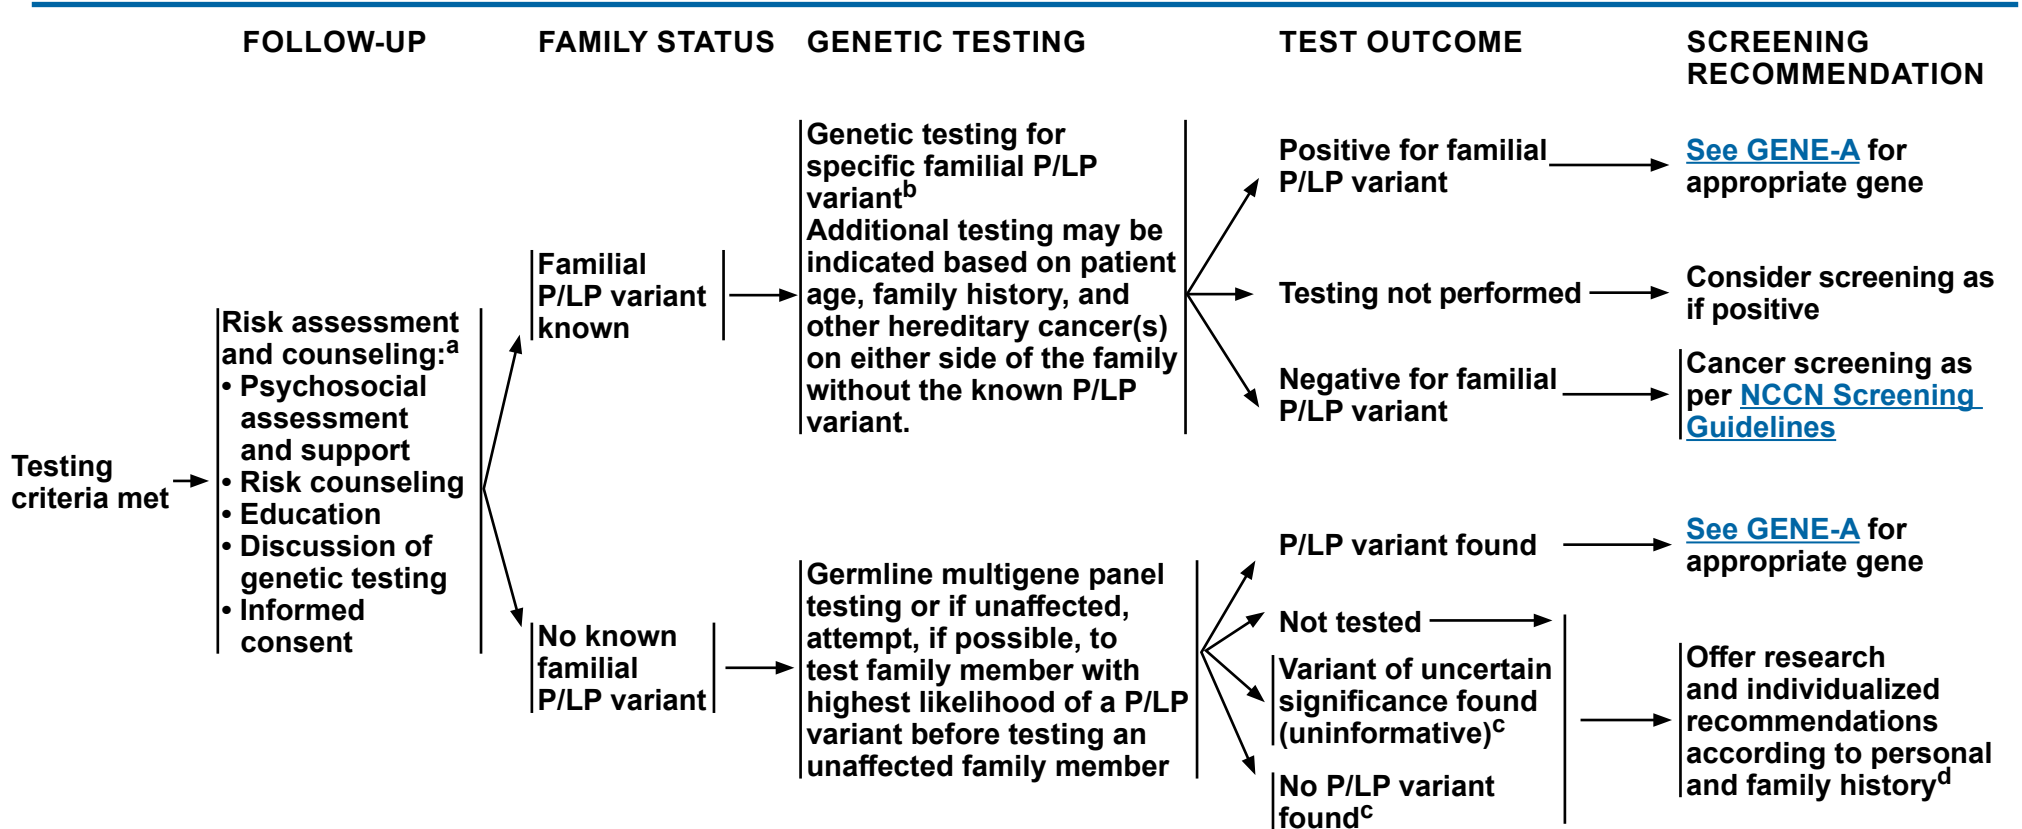 FOLLOW-UP
FAMILY STATUS
GENETIC TESTING
TEST OUTCOME
SCREENING
RECOMMENDATION
Testing
criteria met
Risk assessment
and counseling:a
• Psychosocial
assessment
and support
• Risk counseling
• Education
• Discussion of
genetic testing
• Informed
consent
Familial
P/LP variant
known
Genetic testing for
specific familial P/LP
variantb
Additional testing may be
indicated based on patient
age, family history, and
other hereditary cancer(s)
on either side of the family
without the known P/LP
variant.
Positive for familial
P/LP variant
See GENE-A for
appropriate gene
Testing not performed
Consider screening as
if positive
Negative for familial
P/LP variant
Cancer screening as
per NCCN Screening
Guidelines
No known
familial
P/LP variant
Germline multigene panel
testing or if unaffected,
attempt, if possible, to
test family member with
highest likelihood of a P/LP
variant before testing an
unaffected family member
P/LP variant found
See GENE-A for
appropriate gene
Not tested
Variant of uncertain
significance found
(uninformative)c
No P/LP variant
foundc
Offer research
and individualized
recommendations
according to personal
and family historyd